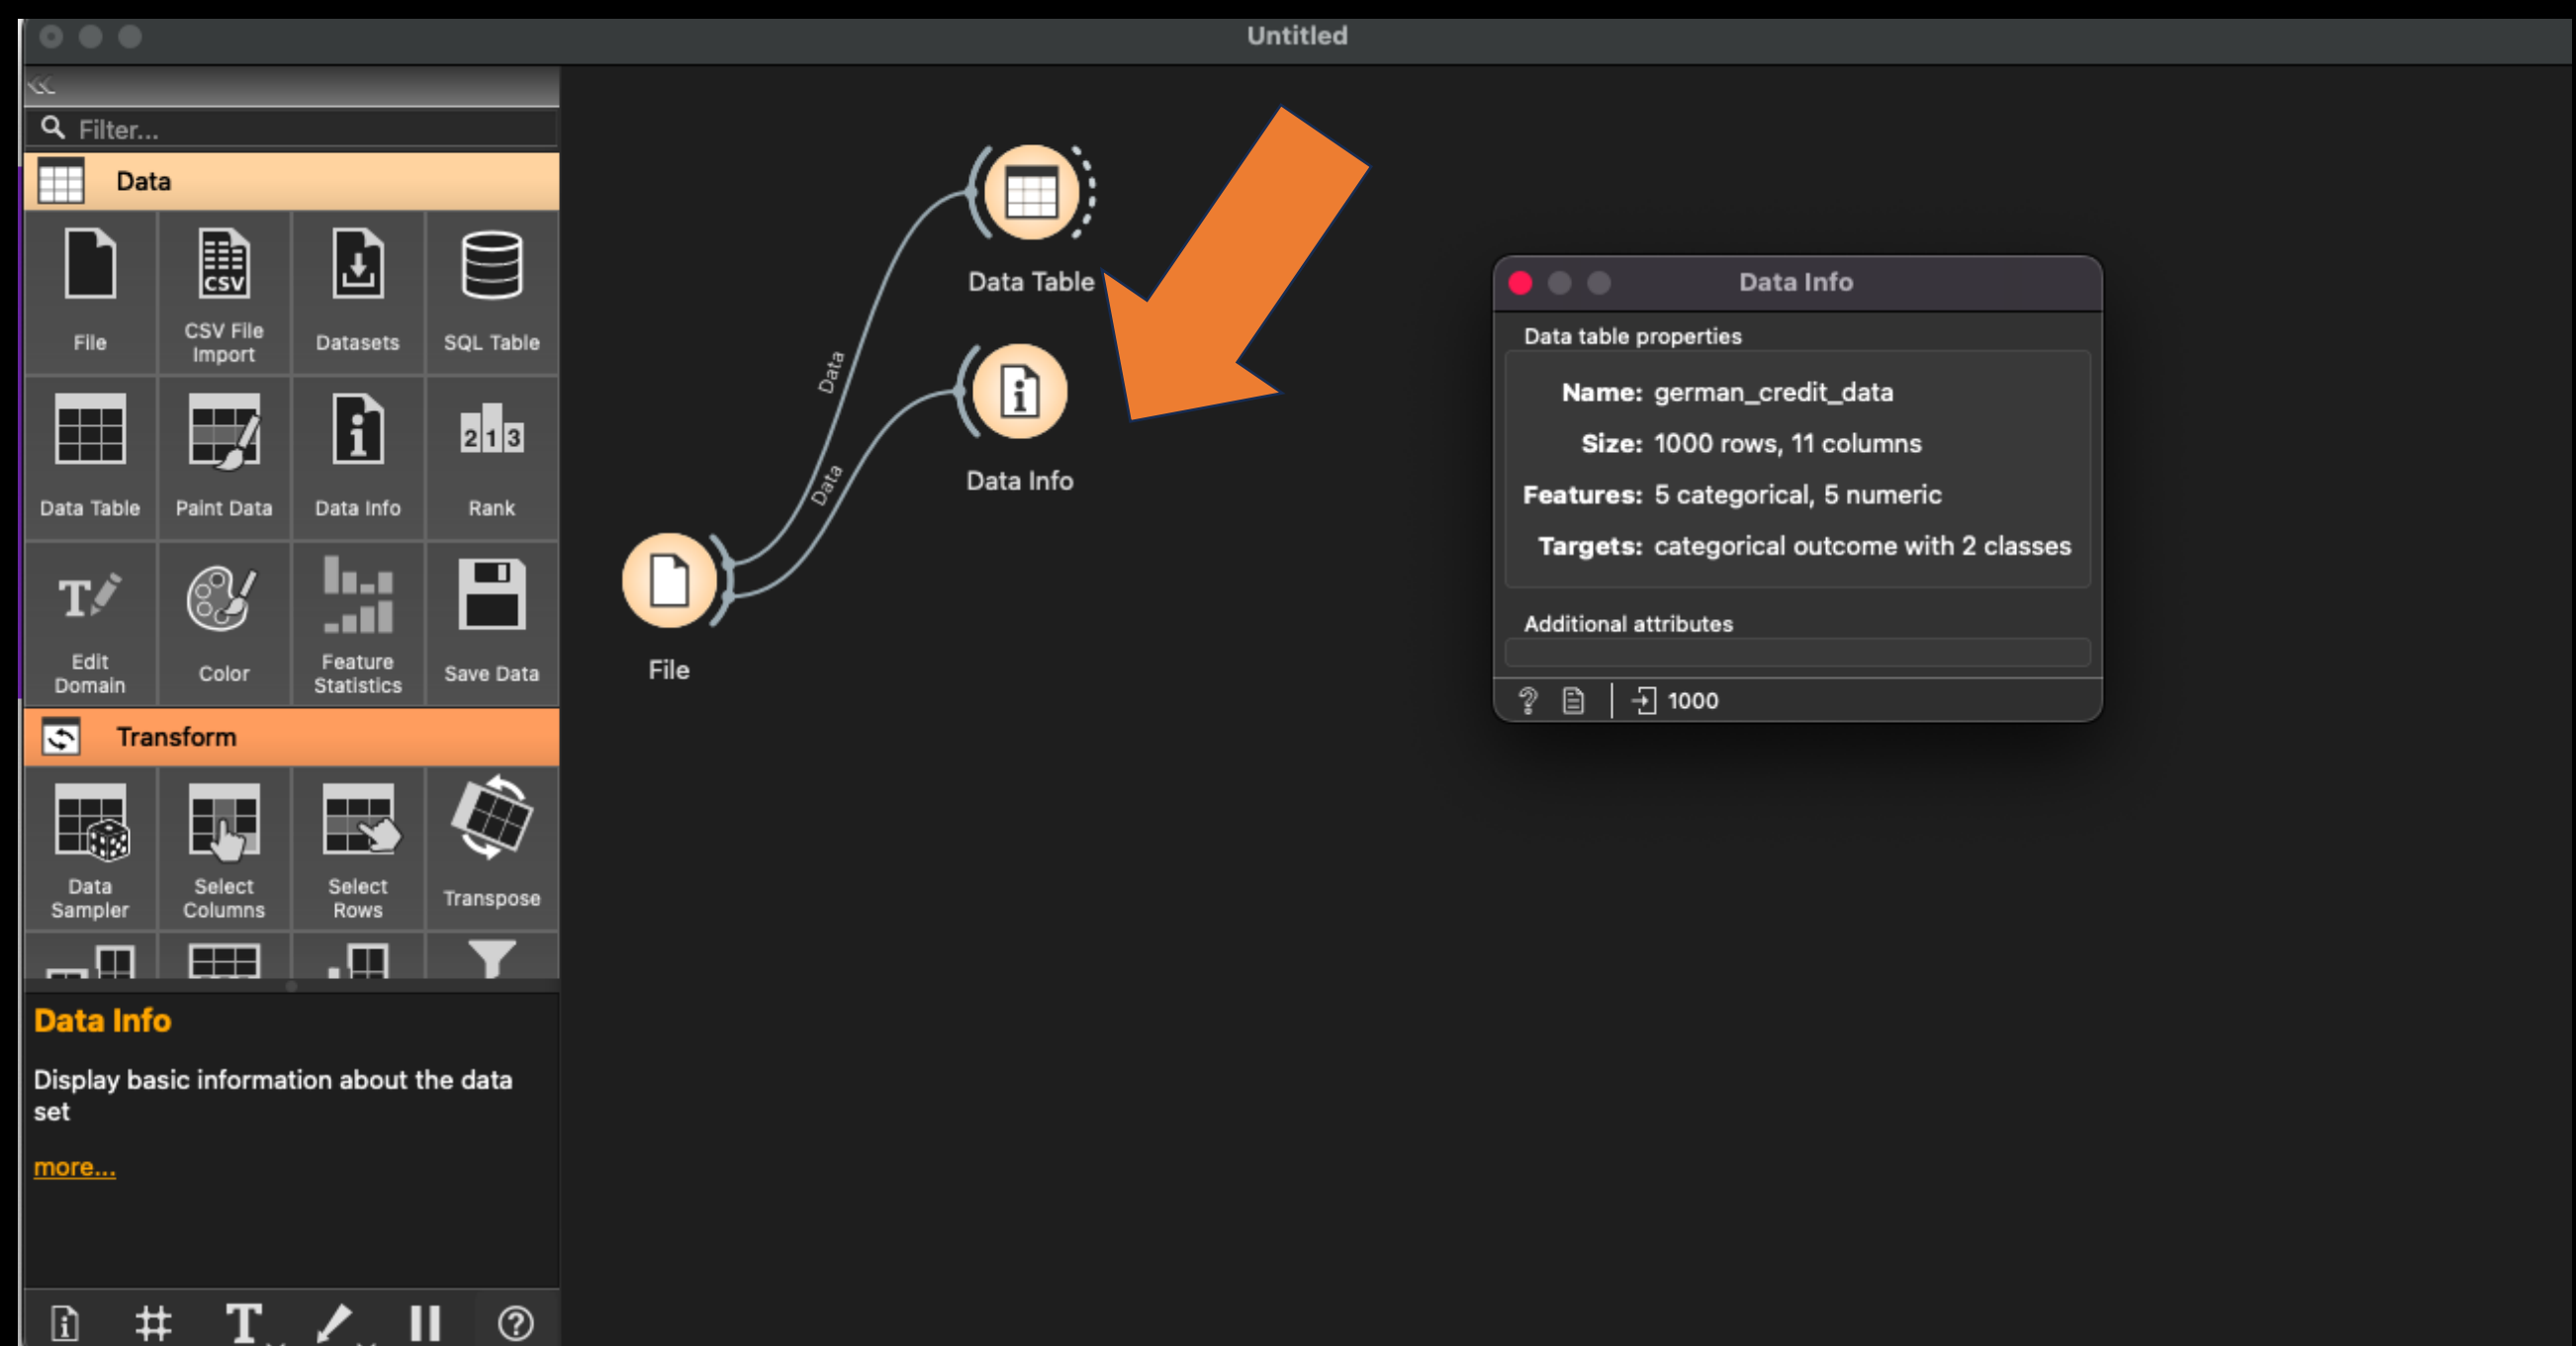 Untitled
Filter...
Data
File
CSV File
Import
Datasets
SQL Table
Data Table
Paint Data
Data Info
Rank
Edit
Domain
Color
Feature
Statistics
Save Data
Transform
Data
Sampler
Select
Columns
Select
Rows
Transpose
Data Info
Display basic information about the data
set
more...
Data Table
Data
Data Info
Data
File
Data Info
Data table properties
Name: german_credit_data
Size: 1000 rows, 11 columns
Features: 5 categorical, 5 numeric
Targets: categorical outcome with 2 classes
Additional attributes
1000